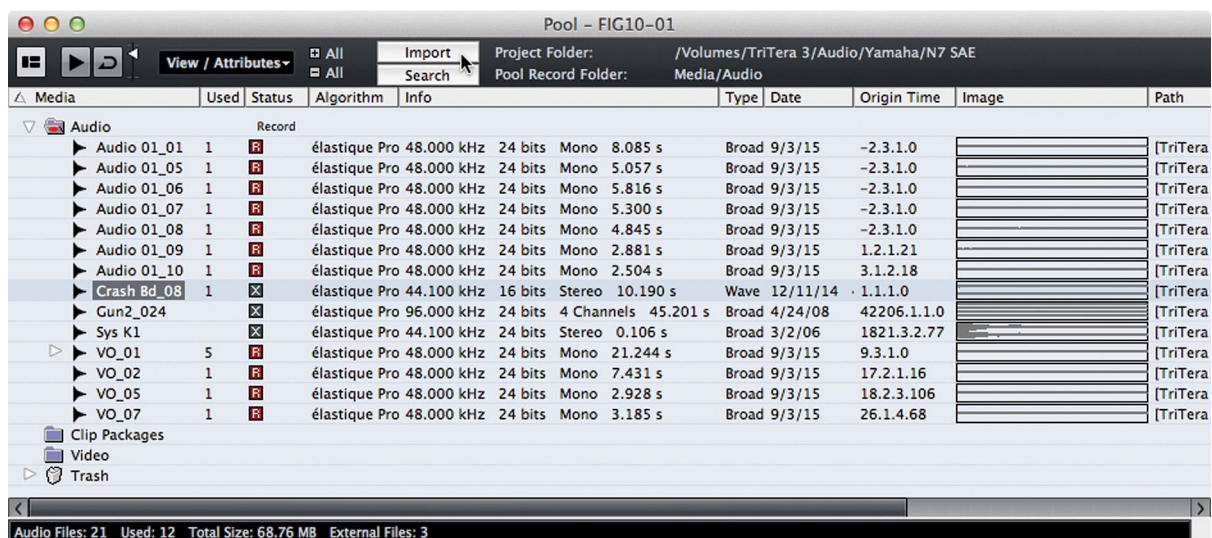 Pool – FIG10-01
View / Attributes All Import Project Folder: /Volumes/TriTera 3/Audio/Yamaha/N7 SAE
All Search Pool Record Folder: Media/Audio
Media Used Status Algorithm Info Type Date Origin Time Image Path
Audio Record
Audio 01_01 1 R élastique Pro 48.000 kHz 24 bits Mono 8.085 s Broad 9/3/15 -2.3.1.0 [TriTera
Audio 01_05 1 R élastique Pro 48.000 kHz 24 bits Mono 5.057 s Broad 9/3/15 -2.3.1.0 [TriTera
Audio 01_06 1 R élastique Pro 48.000 kHz 24 bits Mono 5.816 s Broad 9/3/15 -2.3.1.0 [TriTera
Audio 01_07 1 R élastique Pro 48.000 kHz 24 bits Mono 5.300 s Broad 9/3/15 -2.3.1.0 [TriTera
Audio 01_08 1 R élastique Pro 48.000 kHz 24 bits Mono 4.845 s Broad 9/3/15 -2.3.1.0 [TriTera
Audio 01_09 1 R élastique Pro 48.000 kHz 24 bits Mono 2.881 s Broad 9/3/15 1.2.1.21 [TriTera
Audio 01_10 1 R élastique Pro 48.000 kHz 24 bits Mono 2.504 s Broad 9/3/15 3.1.2.18 [TriTera
Crash Bd_08 1 X élastique Pro 44.100 kHz 16 bits Stereo 10.190 s Wave 12/11/14 1.1.1.0 [TriTera
Gun2_024 X élastique Pro 96.000 kHz 24 bits 4 Channels 45.201 s Broad 4/24/08 42206.1.1.0 [TriTera
Sys K1 X élastique Pro 44.100 kHz 24 bits Stereo 0.106 s Broad 3/2/06 1821.3.2.77 [TriTera
VO_01 5 R élastique Pro 48.000 kHz 24 bits Mono 21.244 s Broad 9/3/15 9.3.1.0 [TriTera
VO_02 1 R élastique Pro 48.000 kHz 24 bits Mono 7.431 s Broad 9/3/15 17.2.1.16 [TriTera
VO_05 1 R élastique Pro 48.000 kHz 24 bits Mono 2.928 s Broad 9/3/15 18.2.3.106 [TriTera
VO_07 1 R élastique Pro 48.000 kHz 24 bits Mono 3.185 s Broad 9/3/15 26.1.4.68 [TriTera
Clip Packages
Video
Trash
Audio Files: 21 Used: 12 Total Size: 68.76 MB External Files: 3